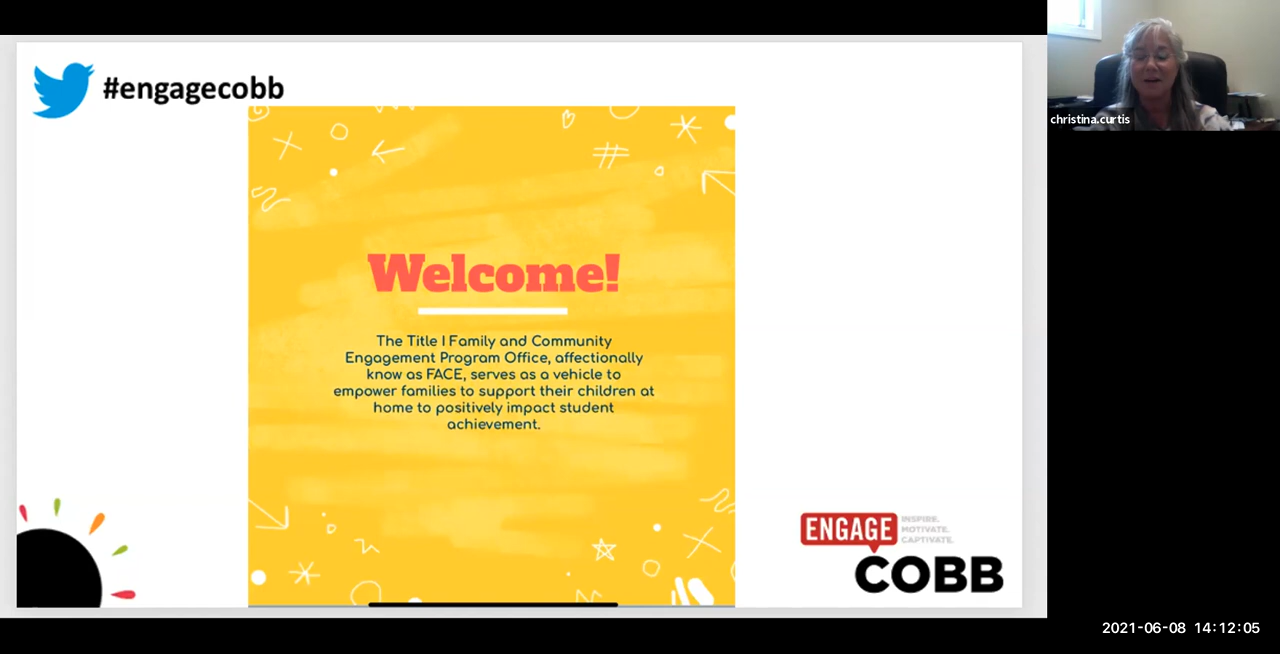 #engagecobb
Welcome!
The Title I Family and Community
Engagement Program Office, affectionally
know as FACE, serves as a vehicle to
empower families to support their children at
home to positively impact student
achievement.
ENGAGE
INSPIRE.
MOTIVATE.
CAPTIVATE.
COBB
christina.curtis
2021-06-08 14:12:05